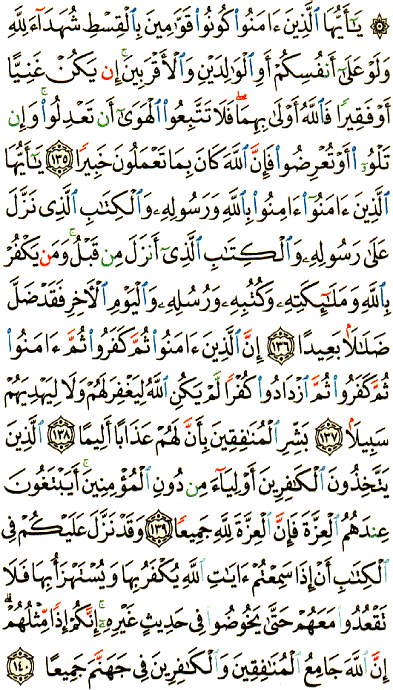 ۞ يَـٰٓأَيُّهَا ٱلَّذِينَ ءَامَنُوا۟ كُونُوا۟ قَوَّٰمِينَ بِٱلْقِسْطِ شُهَدَآءَ لِلَّهِ
وَلَوْ عَلَىٰٓ أَنفُسِكُمْ أَوِ ٱلْوَٰلِدَيْنِ وَٱلْأَقْرَبِينَ ۚ إِن يَكُنْ غَنِيًّا
أَوْ فَقِيرًا فَٱللَّهُ أَوْلَىٰ بِهِمَا ۖ فَلَا تَتَّبِعُوا۟ ٱلْهَوَىٰٓ أَن تَعْدِلُوا۟ ۚ وَإِن
تَلْوُۥٓا۟ أَوْ تُعْرِضُوا۟ فَإِنَّ ٱللَّهَ كَانَ بِمَا تَعْمَلُونَ خَبِيرًا ١٣٥ يَـٰٓأَيُّهَا
ٱلَّذِينَ ءَامَنُوٓا۟ ءَامِنُوا۟ بِٱللَّهِ وَرَسُولِهِۦ وَٱلْكِتَـٰبِ ٱلَّذِى نَزَّلَ
عَلَىٰ رَسُولِهِۦ وَٱلْكِتَـٰبِ ٱلَّذِىٓ أَنزَلَ مِن قَبْلُ ۚ وَمَن يَكْفُرْ
بِٱللَّهِ وَمَلَـٰٓئِكَتِهِۦ وَكُتُبِهِۦ وَرُسُلِهِۦ وَٱلْيَوْمِ ٱلْـَٔاخِرِ فَقَدْ ضَلَّ
ضَلَـٰلًۢا بَعِيدًا ١٣٦ إِنَّ ٱلَّذِينَ ءَامَنُوا۟ ثُمَّ كَفَرُوا۟ ثُمَّ ءَامَنُوا۟
ثُمَّ كَفَرُوا۟ ثُمَّ ٱزْدَادُوا۟ كُفْرًا لَّمْ يَكُنِ ٱللَّهُ لِيَغْفِرَ لَهُمْ وَلَا لِيَهْدِيَهُمْ
سَبِيلًۢا ١٣٧ بَشِّرِ ٱلْمُنَـٰفِقِينَ بِأَنَّ لَهُمْ عَذَابًا أَلِيمًا ١٣٨ ٱلَّذِينَ
يَتَّخِذُونَ ٱلْكَـٰفِرِينَ أَوْلِيَآءَ مِن دُونِ ٱلْمُؤْمِنِينَ ۚ أَيَبْتَغُونَ
عِندَهُمُ ٱلْعِزَّةَ فَإِنَّ ٱلْعِزَّةَ لِلَّهِ جَمِيعًا ١٣٩ وَقَدْ نَزَّلَ عَلَيْكُمْ فِى
ٱلْكِتَـٰبِ أَنْ إِذَا سَمِعْتُمْ ءَايَـٰتِ ٱللَّهِ يُكْفَرُ بِهَا وَيُسْتَهْزَأُ بِهَا فَلَا
تَقْعُدُوا۟ مَعَهُمْ حَتَّىٰ يَخُوضُوا۟ فِى حَدِيثٍ غَيْرِهِۦٓ ۚ إِنَّكُمْ إِذًا مِّثْلُهُمْ ۗ
إِنَّ ٱللَّهَ جَامِعُ ٱلْمُنَـٰفِقِينَ وَٱلْكَـٰفِرِينَ فِى جَهَنَّمَ جَمِيعًا ١٤٠